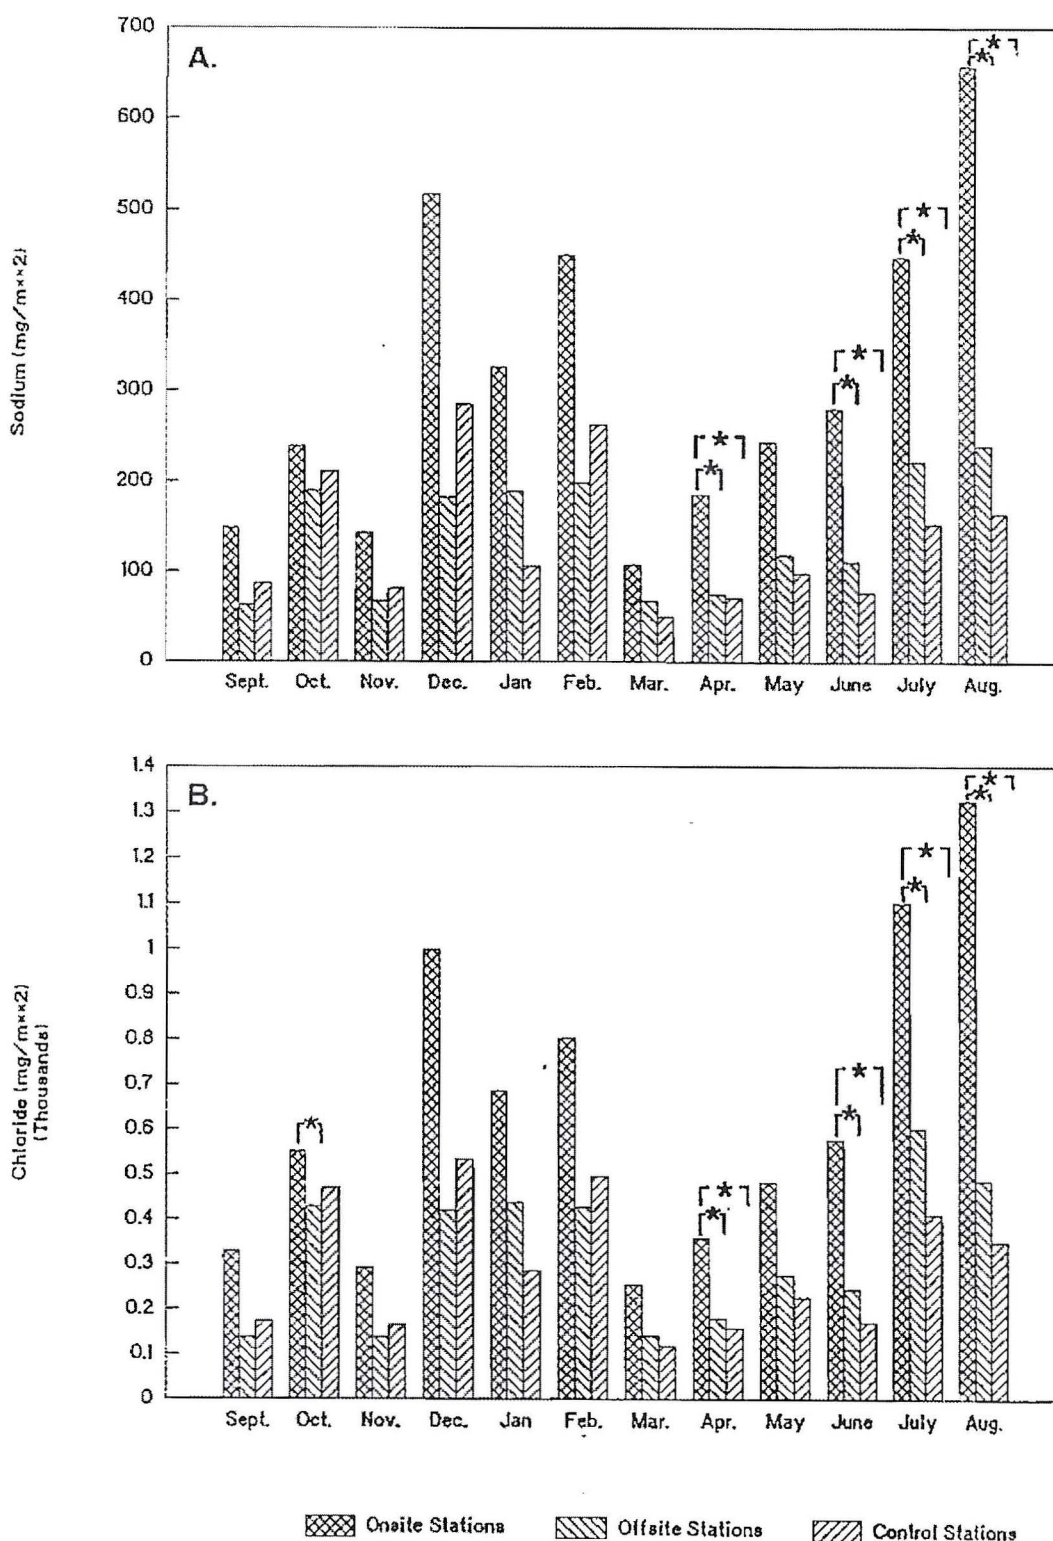 A.
Sodium (mg/m**2)
700
600
500
400
300
200
100
0
Sept. Oct. Nov. Dec. Jan Feb. Mar. Apr. May June July Aug.
* * * * * * * *
B.
Chloride (mg/m**2)
(Thousands)
1.4
1.3
1.2
1.1
1
0.9
0.8
0.7
0.6
0.5
0.4
0.3
0.2
0.1
0
Sept. Oct. Nov. Dec. Jan Feb. Mar. Apr. May June July Aug.
* * * * * * * * *
Onsite Stations Offsite Stations Control Stations